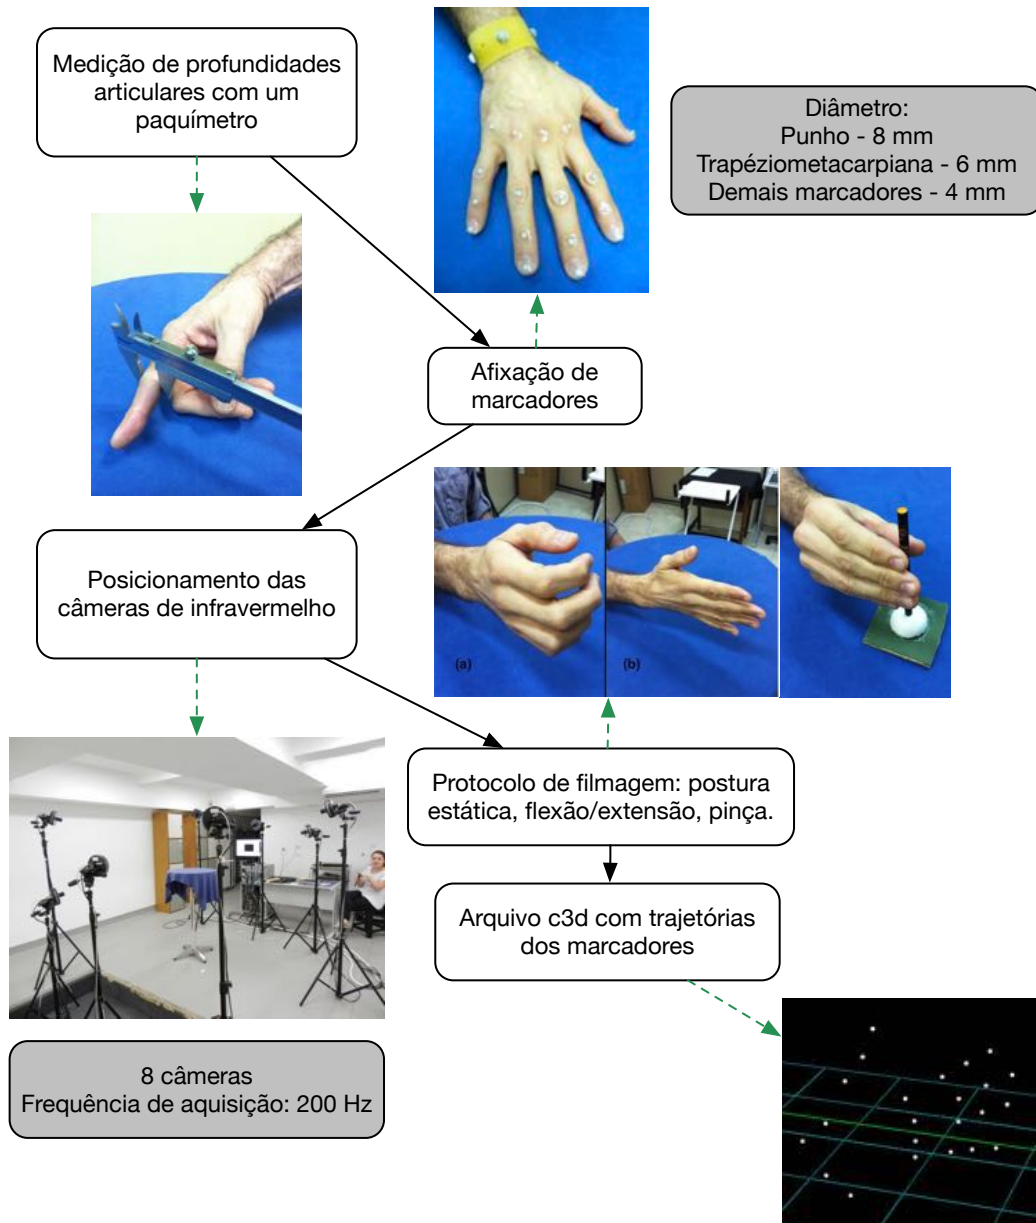 Medição de profundidades
articulares com um
paquímetro
Diâmetro:
Punho - 8 mm
Trapéziometacarpiana - 6 mm
Demais marcadores - 4 mm
Afixação de
marcadores
Posicionamento das
câmeras de infravermelho
(a)
(b)
Protocolo de filmagem: postura
estática, flexão/extensão, pinça.
Arquivo c3d com trajetórias
dos marcadores
8 câmeras
Frequência de aquisição: 200 Hz